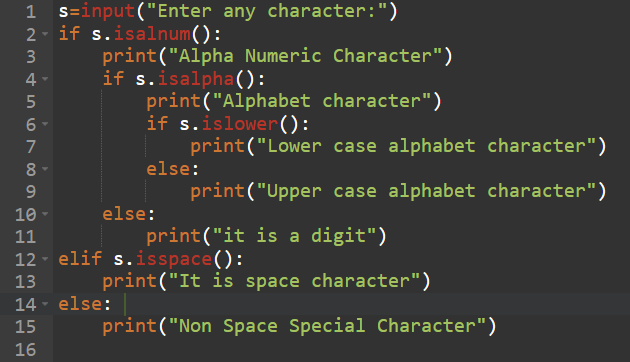 1 s=input("Enter any character:")
2 if s.isalnum():
3     print("Alpha Numeric Character")
4     if s.isalpha():
5         print("Alphabet character")
6         if s.islower():
7             print("Lower case alphabet character")
8         else:
9             print("Upper case alphabet character")
10     else:
11         print("it is a digit")
12 elif s.isspace():
13     print("It is space character")
14 else:
15     print("Non Space Special Character")
16